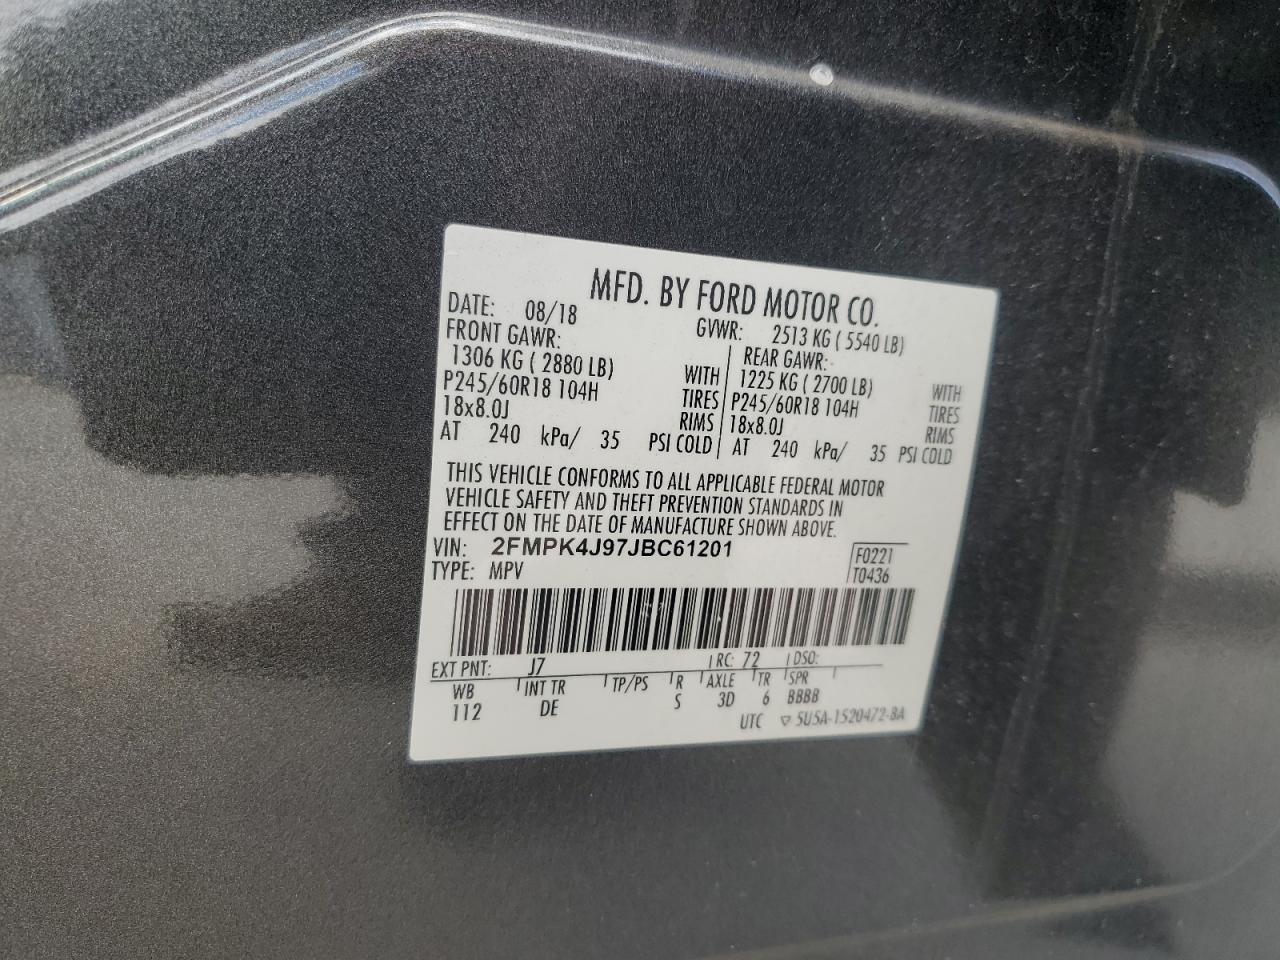 MFD. BY FORD MOTOR CO.
DATE: 08/18 GVWR: 2513 KG ( 5540 LB)
FRONT GAWR: REAR GAWR:
1306 KG ( 2880 LB) WITH 1225 KG ( 2700 LB) WITH
P245/60R18 104H TIRES P245/60R18 104H TIRES
18x8.0J RIMS 18x8.0J RIMS
AT 240 kPa/ 35 PSI COLD AT 240 kPa/ 35 PSI COLD
THIS VEHICLE CONFORMS TO ALL APPLICABLE FEDERAL MOTOR
VEHICLE SAFETY AND THEFT PREVENTION STANDARDS IN
EFFECT ON THE DATE OF MANUFACTURE SHOWN ABOVE.
VIN: 2FMPK4J97JBC61201 F0221
TYPE: MPV T0436
EXT PNT: J7 RC: 72 DSO:
WB INT TR TP/PS R AXLE TR SPR
112 DE S 3D 6 BBBB
UTC ▽ 5U5A-1520472-BA